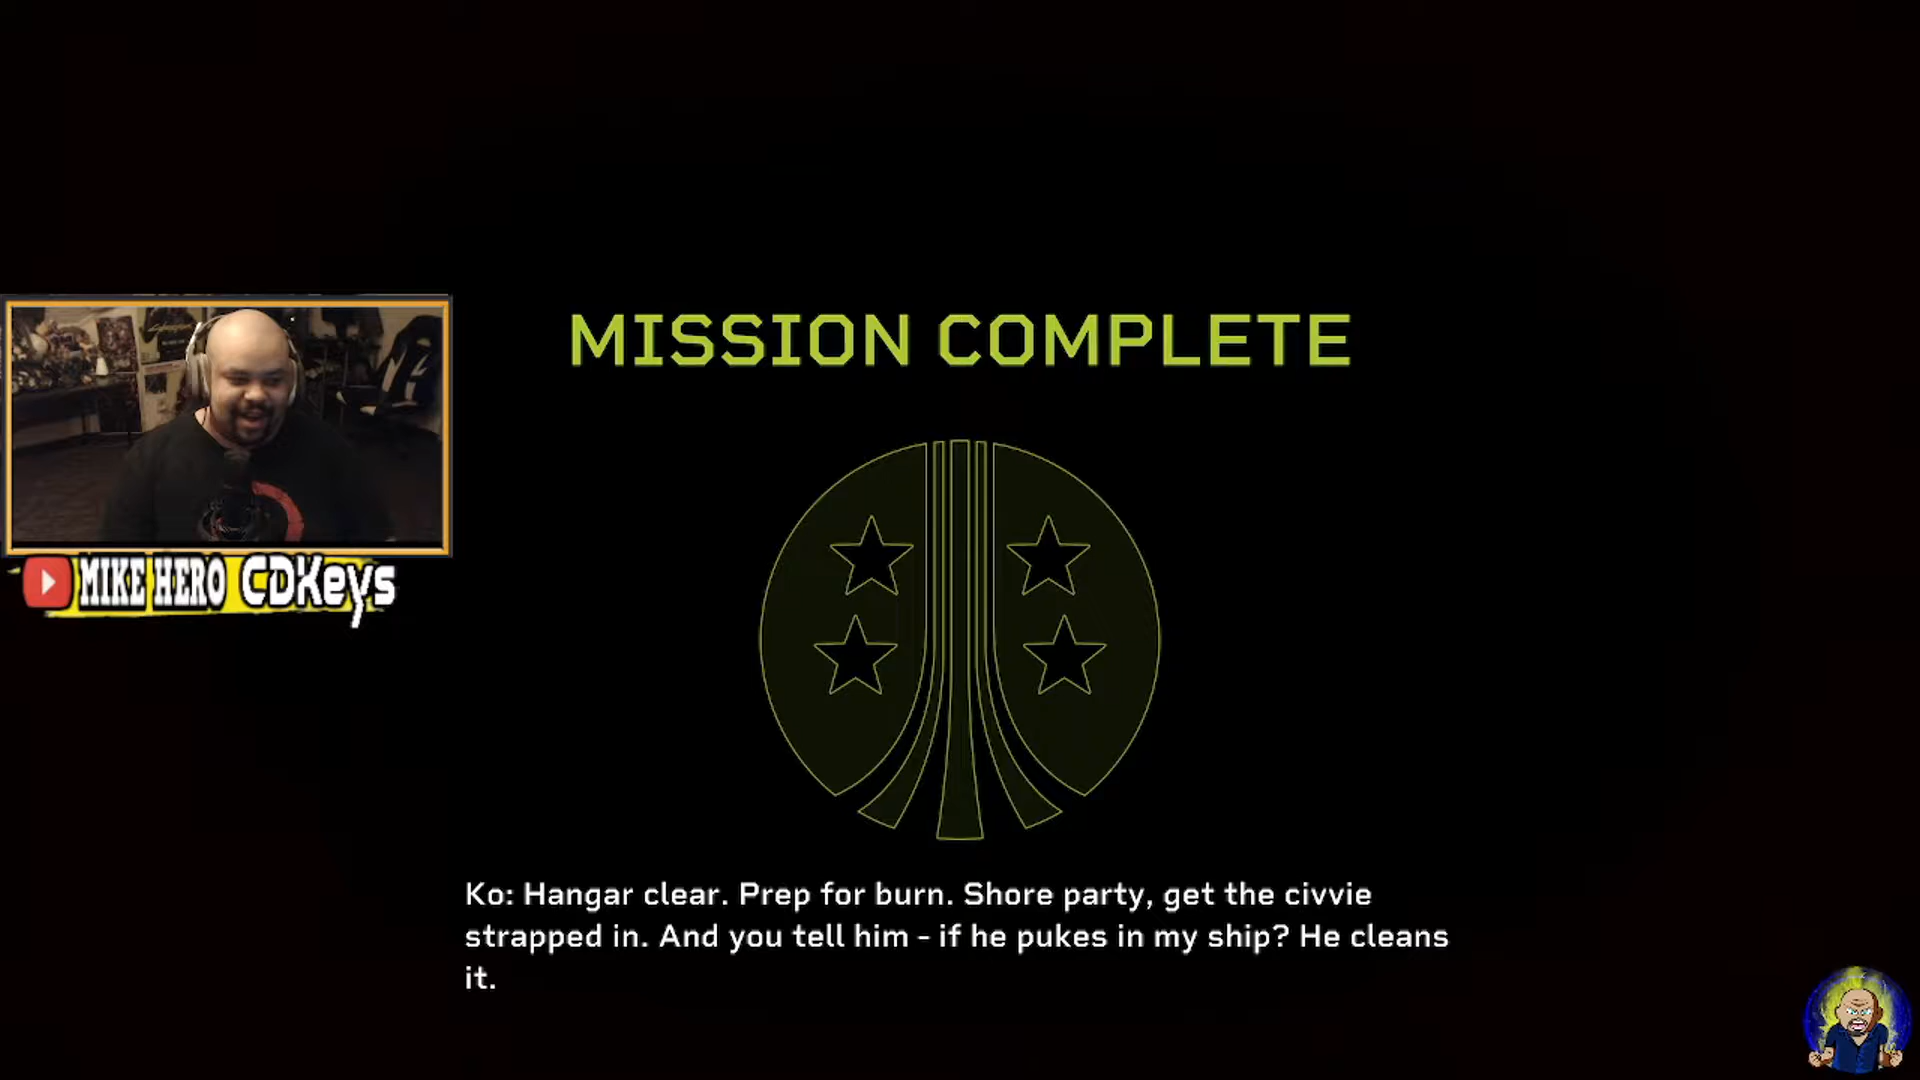 MISSION COMPLETE
MIKE HERO CDKeys
Ko: Hangar clear. Prep for burn. Shore party, get the civvie
strapped in. And you tell him - if he pukes in my ship? He cleans
it.